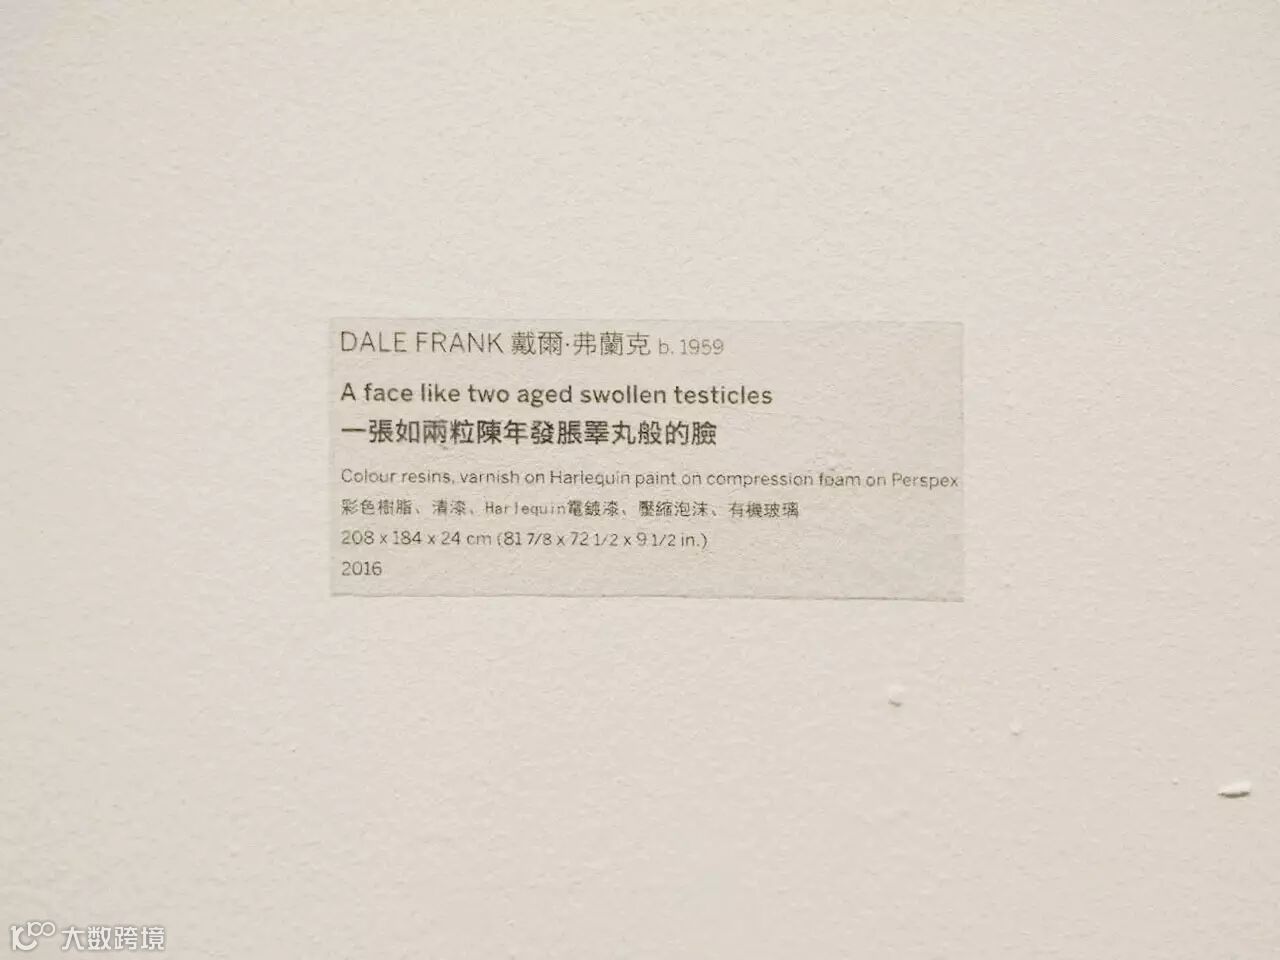 DALE FRANK 戴爾·弗蘭克 b. 1959
A face like two aged swollen testicles
一張如兩粒陳年發脹睪丸般的臉
Colour resins, varnish on Harlequin paint on compression foam on Perspex
彩色樹脂、清漆、Harlequin電鍍漆、壓縮泡沫、有機玻璃
208 x 184 x 24 cm (81 7/8 x 72 1/2 x 9 1/2 in.)
2016
大数跨境